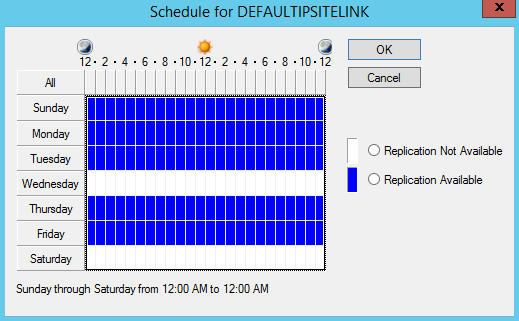 Schedule for DEFAULTIPSITELINK
x
12 · 2 · 4 · 6 · 8 · 10 · 12 · 2 · 4 · 6 · 8 · 10 · 12
OK
Cancel
All
Sunday
Monday
Tuesday
Wednesday
Thursday
Friday
Saturday
Replication Not Available
Replication Available
Sunday through Saturday from 12:00 AM to 12:00 AM